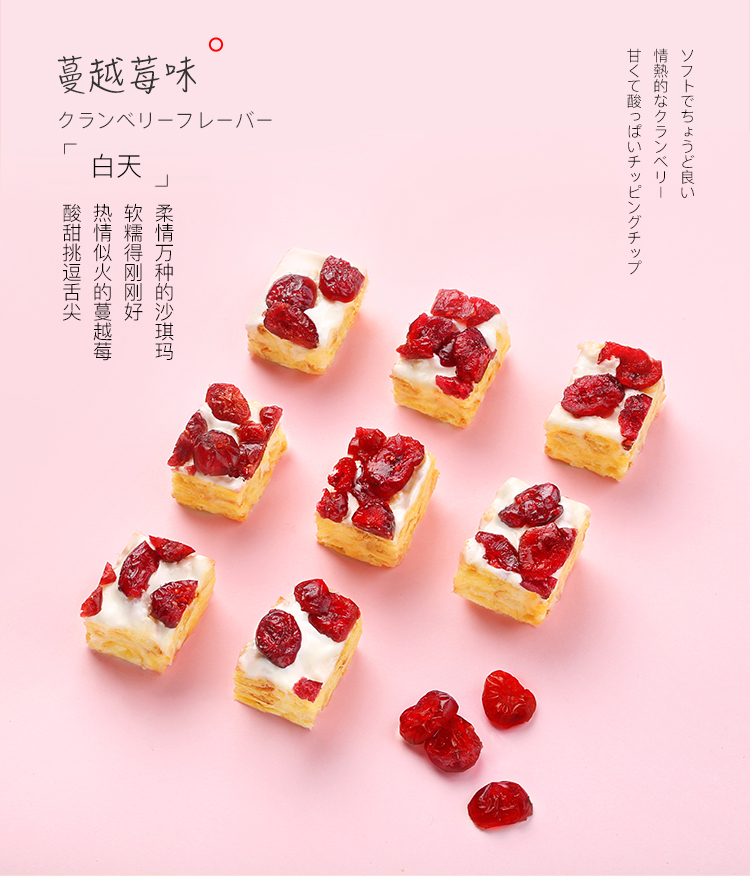 蔓越莓味
クランベリーフレーバー
「白天」
柔情万种的沙琪玛
软糯得刚刚好
热情似火的蔓越莓
酸甜挑逗舌尖
ソフトでちょうど良い
情熱的なクランベリー
甘くて酸っぱいチッピングチップ